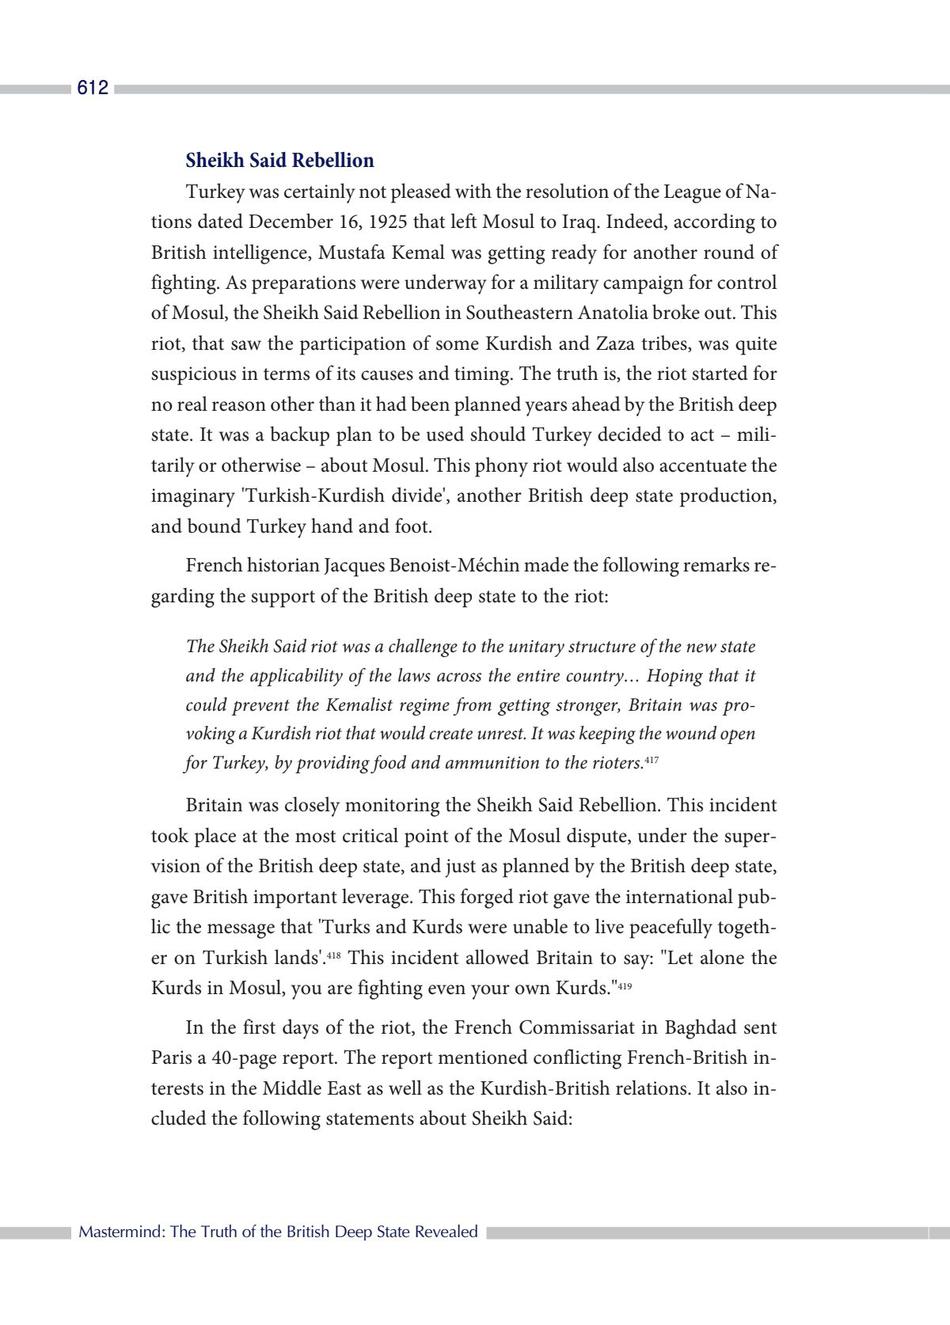 612
Sheikh Said Rebellion
Turkey was certainly not pleased with the resolution of the League of Na-
tions dated December 16, 1925 that left Mosul to Iraq. Indeed, according to
British intelligence, Mustafa Kemal was getting ready for another round of
fighting. As preparations were underway for a military campaign for control
of Mosul, the Sheikh Said Rebellion in Southeastern Anatolia broke out. This
riot, that saw the participation of some Kurdish and Zaza tribes, was quite
suspicious in terms of its causes and timing. The truth is, the riot started for
no real reason other than it had been planned years ahead by the British deep
state. It was a backup plan to be used should Turkey decided to act – mili-
tarily or otherwise – about Mosul. This phony riot would also accentuate the
imaginary 'Turkish-Kurdish divide', another British deep state production,
and bound Turkey hand and foot.
French historian Jacques Benoist-Méchin made the following remarks re-
garding the support of the British deep state to the riot:
The Sheikh Said riot was a challenge to the unitary structure of the new state
and the applicability of the laws across the entire country… Hoping that it
could prevent the Kemalist regime from getting stronger, Britain was pro-
voking a Kurdish riot that would create unrest. It was keeping the wound open
for Turkey, by providing food and ammunition to the rioters.417
Britain was closely monitoring the Sheikh Said Rebellion. This incident
took place at the most critical point of the Mosul dispute, under the super-
vision of the British deep state, and just as planned by the British deep state,
gave British important leverage. This forged riot gave the international pub-
lic the message that 'Turks and Kurds were unable to live peacefully togeth-
er on Turkish lands'.418 This incident allowed Britain to say: "Let alone the
Kurds in Mosul, you are fighting even your own Kurds."419
In the first days of the riot, the French Commissariat in Baghdad sent
Paris a 40-page report. The report mentioned conflicting French-British in-
terests in the Middle East as well as the Kurdish-British relations. It also in-
cluded the following statements about Sheikh Said:
Mastermind: The Truth of the British Deep State Revealed